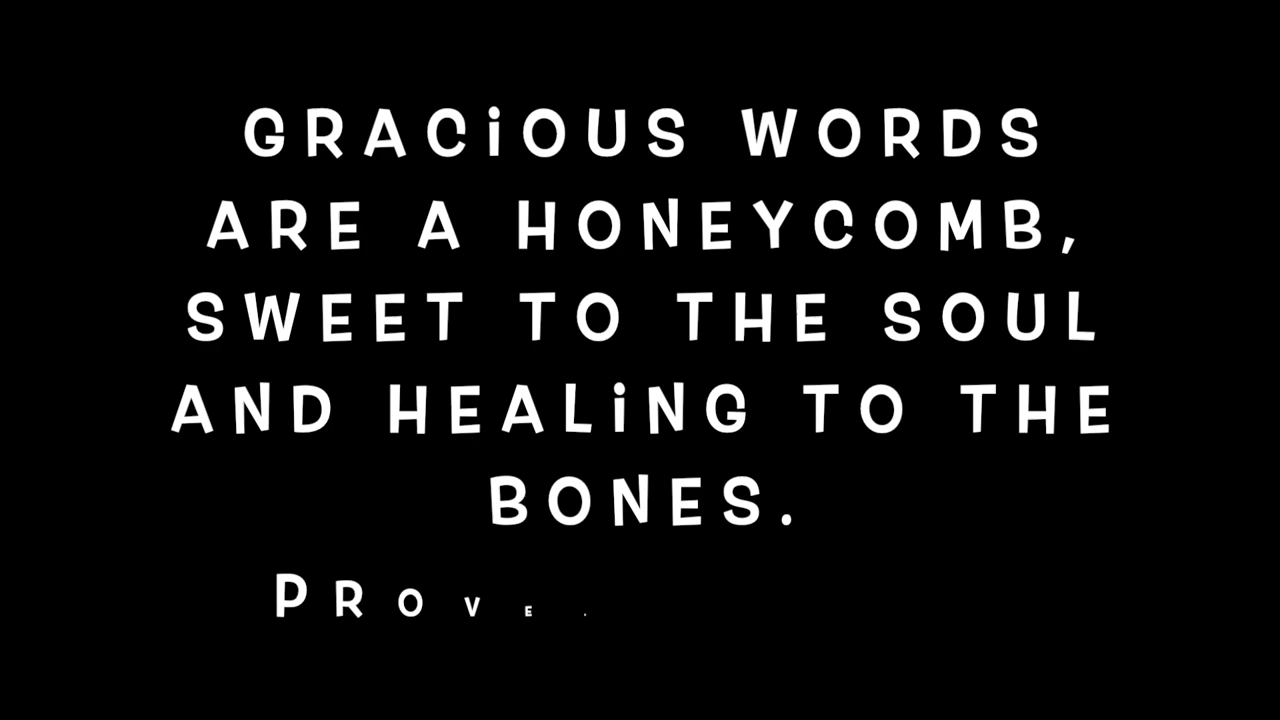 GRACiOUS WORDS
ARE A HONEYCOMB,
SWEET TO THE SOUL
AND HEALiNG TO THE
BONES.
PROVE